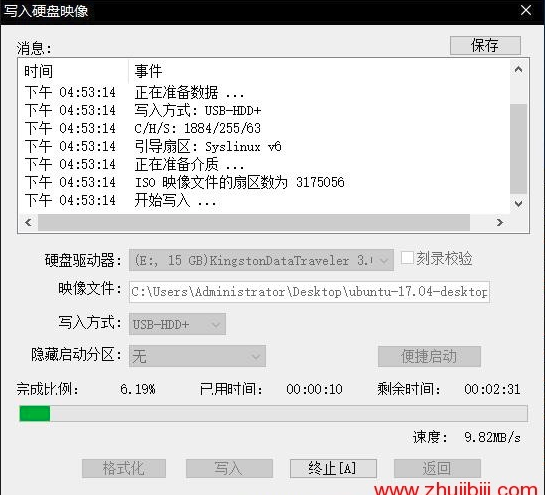 写入硬盘映像
消息: 保存
时间 事件
下午 04:53:14 正在准备数据 ...
下午 04:53:14 写入方式: USB-HDD+
下午 04:53:14 C/H/S: 1884/255/63
下午 04:53:14 引导扇区: Syslinux v6
下午 04:53:14 正在准备介质 ...
下午 04:53:14 ISO 映像文件的扇区数为 3175056
下午 04:53:14 开始写入 ...
硬盘驱动器: (E:, 15 GB)KingstonDataTraveler 3. 刻录校验
映像文件: C:\Users\Administrator\Desktop\ubuntu-17.04-desktop
写入方式: USB-HDD+
隐藏启动分区: 无 便捷启动
完成比例: 6.19% 已用时间: 00:00:10 剩余时间: 00:02:31
速度: 9.82MB/s
格式化 写入 终止[A] 返回
www.zhujibiji.com